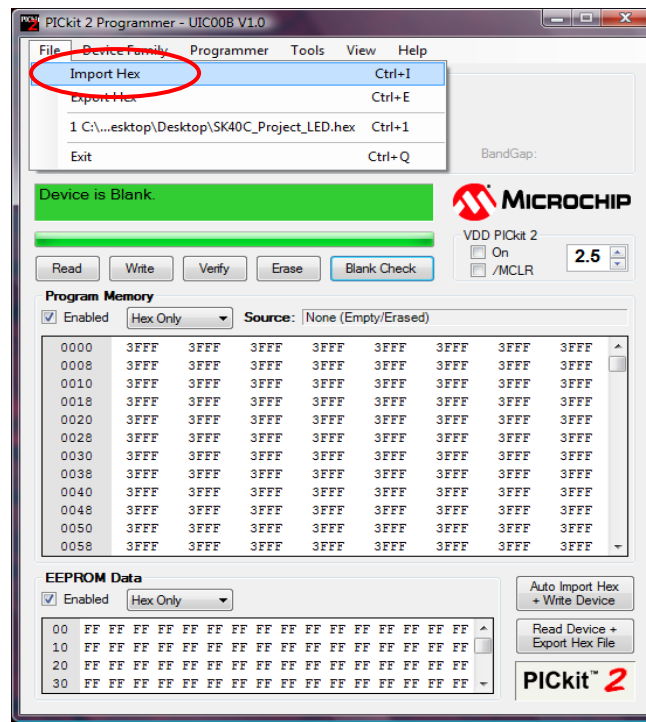 PICkit 2 Programmer - UIC00B V1.0
File Device Family Programmer Tools View Help
Import Hex Ctrl+I
Export Hex Ctrl+E
1 C:\...esktop\Desktop\SK40C_Project_LED.hex Ctrl+1
Exit Ctrl+Q
BandGap:
Device is Blank.
MICROCHIP
VDD PICkit 2
On
/MCLR
2.5
Read Write Verify Erase Blank Check
Program Memory
Enabled Hex Only Source: None (Empty/Erased)
0000 3FFF 3FFF 3FFF 3FFF 3FFF 3FFF 3FFF 3FFF
0008 3FFF 3FFF 3FFF 3FFF 3FFF 3FFF 3FFF 3FFF
0010 3FFF 3FFF 3FFF 3FFF 3FFF 3FFF 3FFF 3FFF
0018 3FFF 3FFF 3FFF 3FFF 3FFF 3FFF 3FFF 3FFF
0020 3FFF 3FFF 3FFF 3FFF 3FFF 3FFF 3FFF 3FFF
0028 3FFF 3FFF 3FFF 3FFF 3FFF 3FFF 3FFF 3FFF
0030 3FFF 3FFF 3FFF 3FFF 3FFF 3FFF 3FFF 3FFF
0038 3FFF 3FFF 3FFF 3FFF 3FFF 3FFF 3FFF 3FFF
0040 3FFF 3FFF 3FFF 3FFF 3FFF 3FFF 3FFF 3FFF
0048 3FFF 3FFF 3FFF 3FFF 3FFF 3FFF 3FFF 3FFF
0050 3FFF 3FFF 3FFF 3FFF 3FFF 3FFF 3FFF 3FFF
0058 3FFF 3FFF 3FFF 3FFF 3FFF 3FFF 3FFF 3FFF
EEPROM Data
Enabled Hex Only
00 FF FF FF FF FF FF FF FF FF FF FF FF FF FF FF FF
10 FF FF FF FF FF FF FF FF FF FF FF FF FF FF FF FF
20 FF FF FF FF FF FF FF FF FF FF FF FF FF FF FF FF
30 FF FF FF FF FF FF FF FF FF FF FF FF FF FF FF FF
Auto Import Hex
+ Write Device
Read Device +
Export Hex File
PICkit™ 2